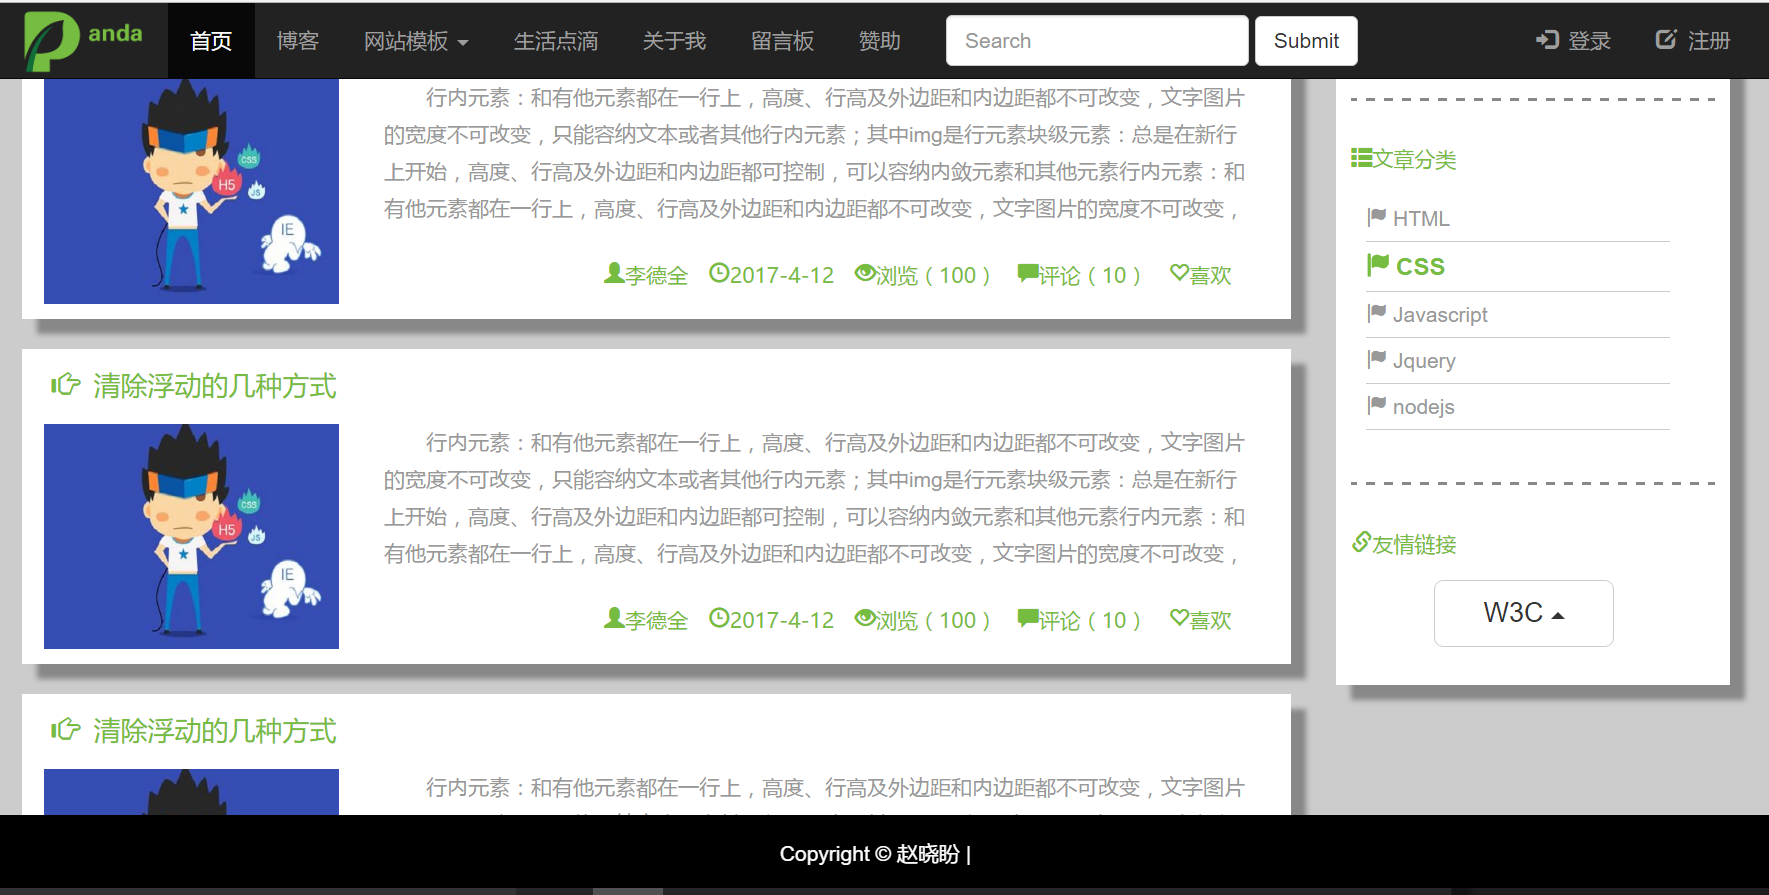 anda 首页 博客 网站模板 生活点滴 关于我 留言板 赞助 Search Submit 登录 注册
行内元素：和有他元素都在一行上，高度、行高及外边距和内边距都不可改变，文字图片
的宽度不可改变，只能容纳文本或者其他行内元素；其中img是行元素块级元素：总是在新行
上开始，高度、行高及外边距和内边距都可控制，可以容纳内敛元素和其他元素行内元素：和
有他元素都在一行上，高度、行高及外边距和内边距都不可改变，文字图片的宽度不可改变，
CSS
H5
JS
IE
李德全 2017-4-12 浏览（100） 评论（10） 喜欢
清除浮动的几种方式
行内元素：和有他元素都在一行上，高度、行高及外边距和内边距都不可改变，文字图片
的宽度不可改变，只能容纳文本或者其他行内元素；其中img是行元素块级元素：总是在新行
上开始，高度、行高及外边距和内边距都可控制，可以容纳内敛元素和其他元素行内元素：和
有他元素都在一行上，高度、行高及外边距和内边距都不可改变，文字图片的宽度不可改变，
CSS
H5
JS
IE
李德全 2017-4-12 浏览（100） 评论（10） 喜欢
清除浮动的几种方式
行内元素：和有他元素都在一行上，高度、行高及外边距和内边距都不可改变，文字图片
文章分类
HTML
CSS
Javascript
Jquery
nodejs
友情链接
W3C
Copyright © 赵晓盼 |